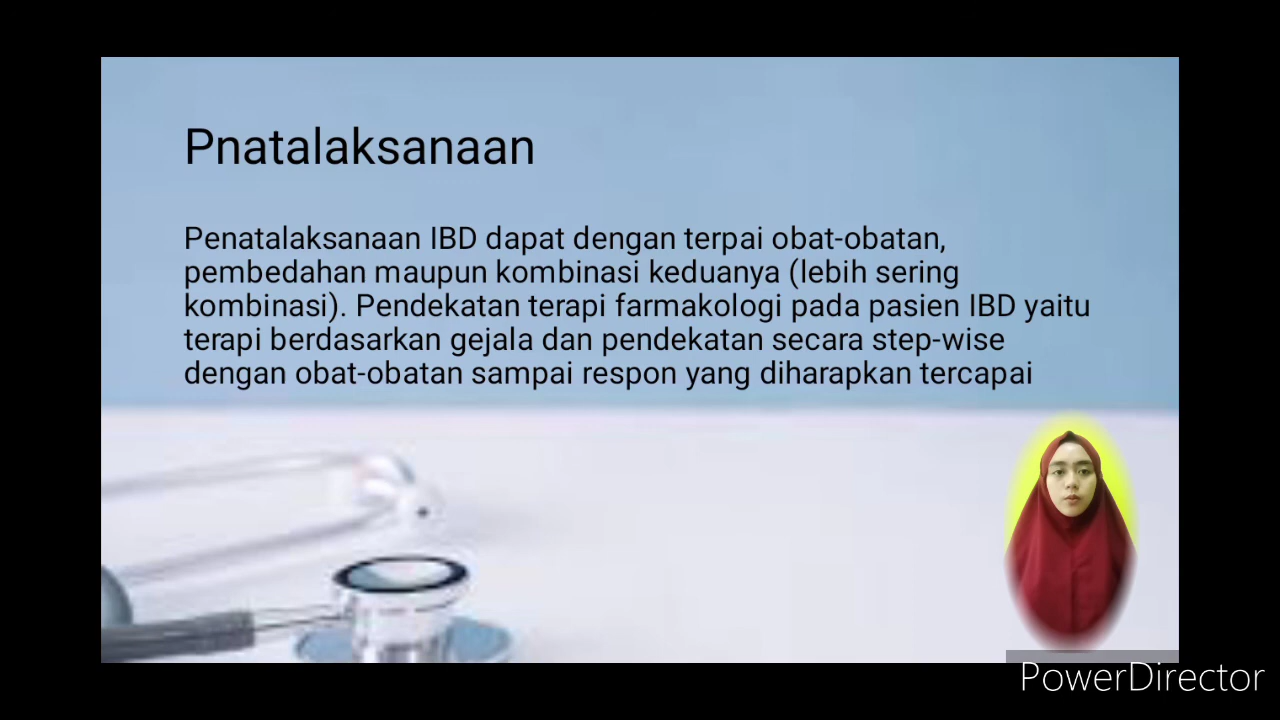 Pnatalaksanaan
Penatalaksanaan IBD dapat dengan terpai obat-obatan,
pembedahan maupun kombinasi keduanya (lebih sering
kombinasi). Pendekatan terapi farmakologi pada pasien IBD yaitu
terapi berdasarkan gejala dan pendekatan secara step-wise
dengan obat-obatan sampai respon yang diharapkan tercapai
PowerDirector